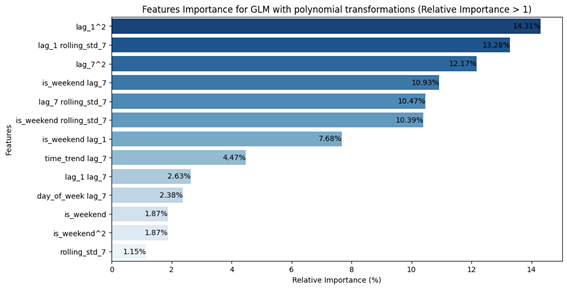 Features Importance for GLM with polynomial transformations (Relative Importance > 1)
Features
lag_1^2 14.31%
lag_1 rolling_std_7 13.28%
lag_7^2 12.17%
is_weekend lag_7 10.93%
lag_7 rolling_std_7 10.47%
is_weekend rolling_std_7 10.39%
is_weekend lag_1 7.68%
time_trend lag_7 4.47%
lag_1 lag_7 2.63%
day_of_week lag_7 2.38%
is_weekend 1.87%
is_weekend^2 1.87%
rolling_std_7 1.15%
0 2 4 6 8 10 12 14
Relative Importance (%)